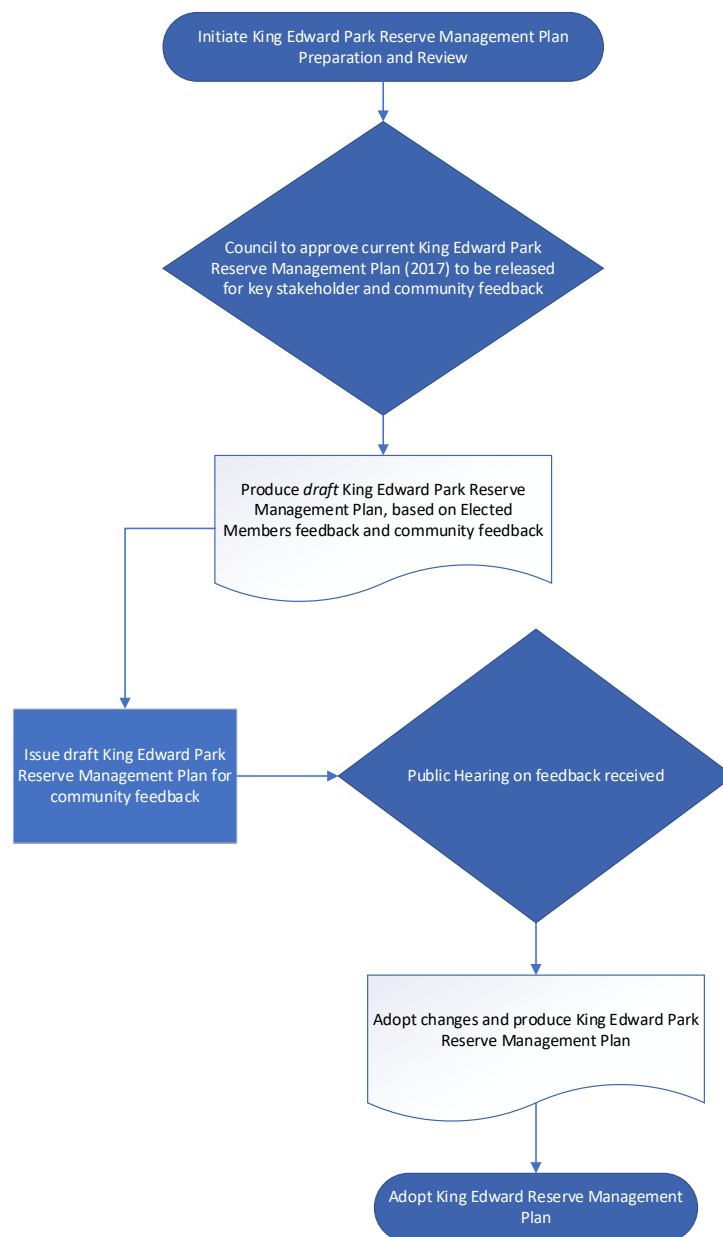 Initiate King Edward Park Reserve Management Plan
Preparation and Review
Council to approve current King Edward Park
Reserve Management Plan (2017) to be released
for key stakeholder and community feedback
Produce draft King Edward Park Reserve
Management Plan, based on Elected
Members feedback and community feedback
Issue draft King Edward Park
Reserve Management Plan for
community feedback
Public Hearing on feedback received
Adopt changes and produce King Edward Park
Reserve Management Plan
Adopt King Edward Reserve Management
Plan